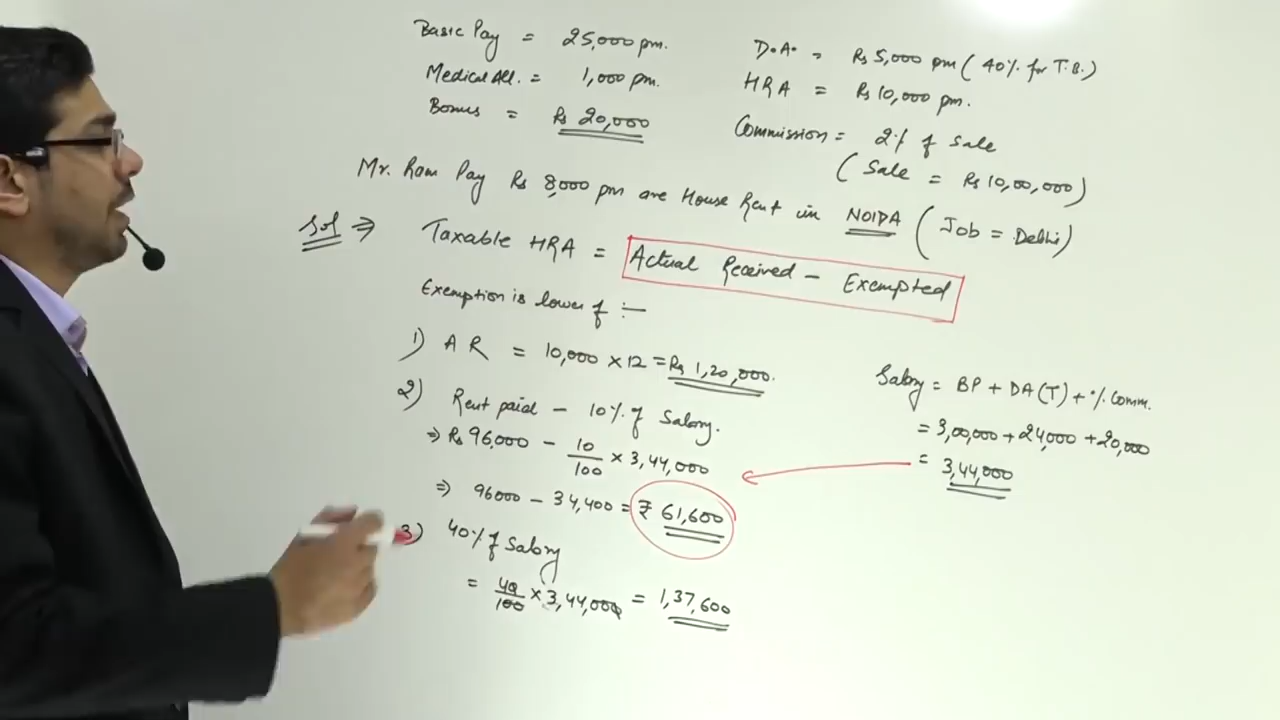 Basic Pay = 25,000 pm.
Medical All. = 1,000 pm.
Bonus = Rs 20,000
D.A. = Rs 5,000 pm (40% for T.B.)
HRA = Rs 10,000 pm.
Commission = 2% of Sale
(Sale = Rs 10,00,000)
Mr. Ram Pay Rs 8,000 pm are House Rent in NOIDA (Job = Delhi)
Sol ⇒ Taxable HRA = Actual Received - Exempted
Exemption is lower of :-
1) AR = 10,000 × 12 = Rs 1,20,000.
2) Rent paid - 10% of Salary.
⇒ Rs 96,000 - 10/100 × 3,44,000
⇒ 96000 - 34,400 = ₹ 61,600
3) 40% of Salary
= 40/100 × 3,44,000 = 1,37,600
Salary = BP + DA(T) + % Comm.
= 3,00,000 + 24,000 + 20,000
= 3,44,000